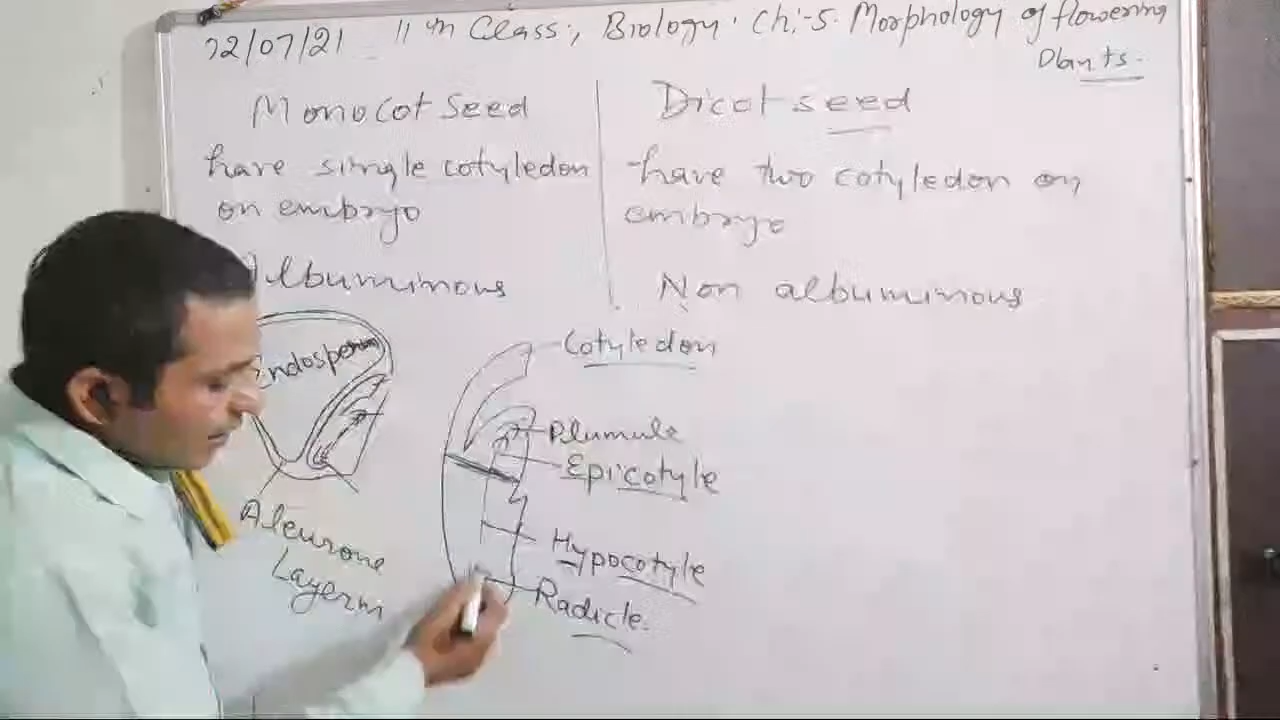 22/07/21 11th Class, Biology. Ch:-5. Morphology of flowering
Plants.
Monocot Seed
have single cotyledon
on embryo
Albuminous
Endosperm
Aleurone
Layer
Dicot seed
have two cotyledon on
embryo
Non albuminous
Cotyledon
Plumule
Epicotyle
Hypocotyle
Radicle.